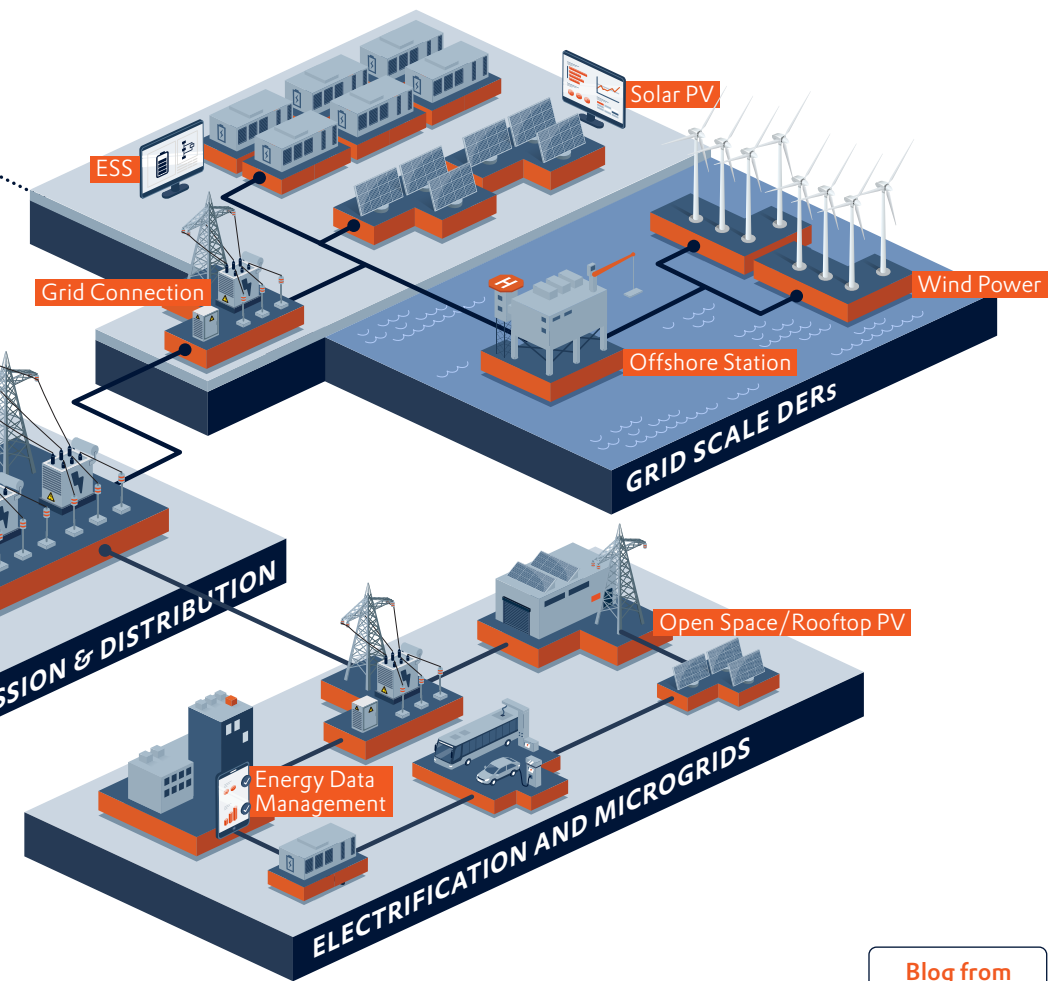 Solar PV
ESS
Wind Power
Grid Connection
H
Offshore Station
GRID SCALE DERs
SSION & DISTRIBUTION
Open Space/Rooftop PV
Energy Data
Management
ELECTRIFICATION AND MICROGRIDS
Blog from